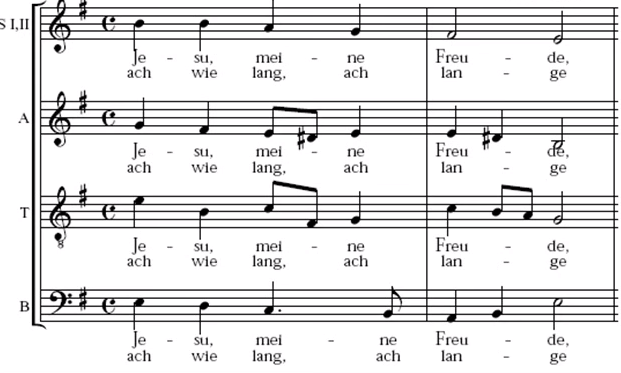 S I,II
Je - su, mei - ne Freu - de,
ach wie lang, ach lan - ge
A
Je - su, mei - ne Freu - de,
ach wie lang, ach lan - ge
T
8
Je - su, mei - ne Freu - de,
ach wie lang, ach lan - ge
B
Je - su, mei - ne Freu - de,
ach wie lang, ach lan - ge